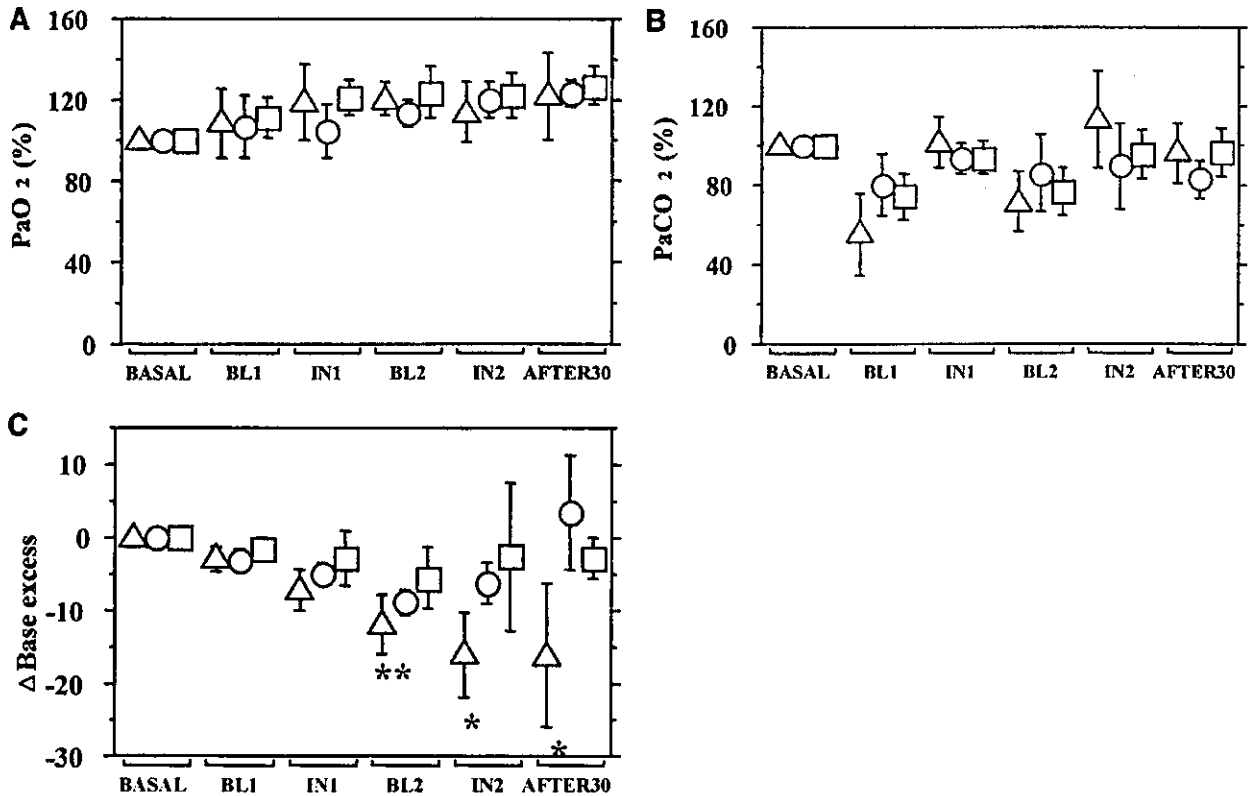 A
160
120
80
40
0
PaO 2 (%)
BASAL BL1 IN1 BL2 IN2 AFTER30
B
160
120
80
40
0
PaCO 2 (%)
BASAL BL1 IN1 BL2 IN2 AFTER30
C
10
0
-10
-20
-30
ΔBase excess
**
*
*
BASAL BL1 IN1 BL2 IN2 AFTER30